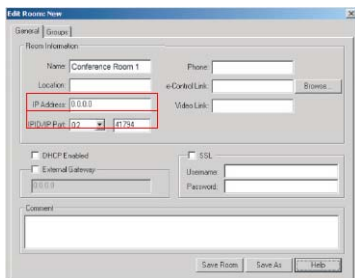 Edit Room: New
General Groups
Room Information
Name: Conference Room 1 Phone:
Location: e-Control Link: Browse...
IP Address: 0.0.0.0 Video Link:
IPID/IP Port: 02 41794
DHCP Enabled SSL
External Gateway Username:
0.0.0.0 Password:
Comment
Save Room Save As Help